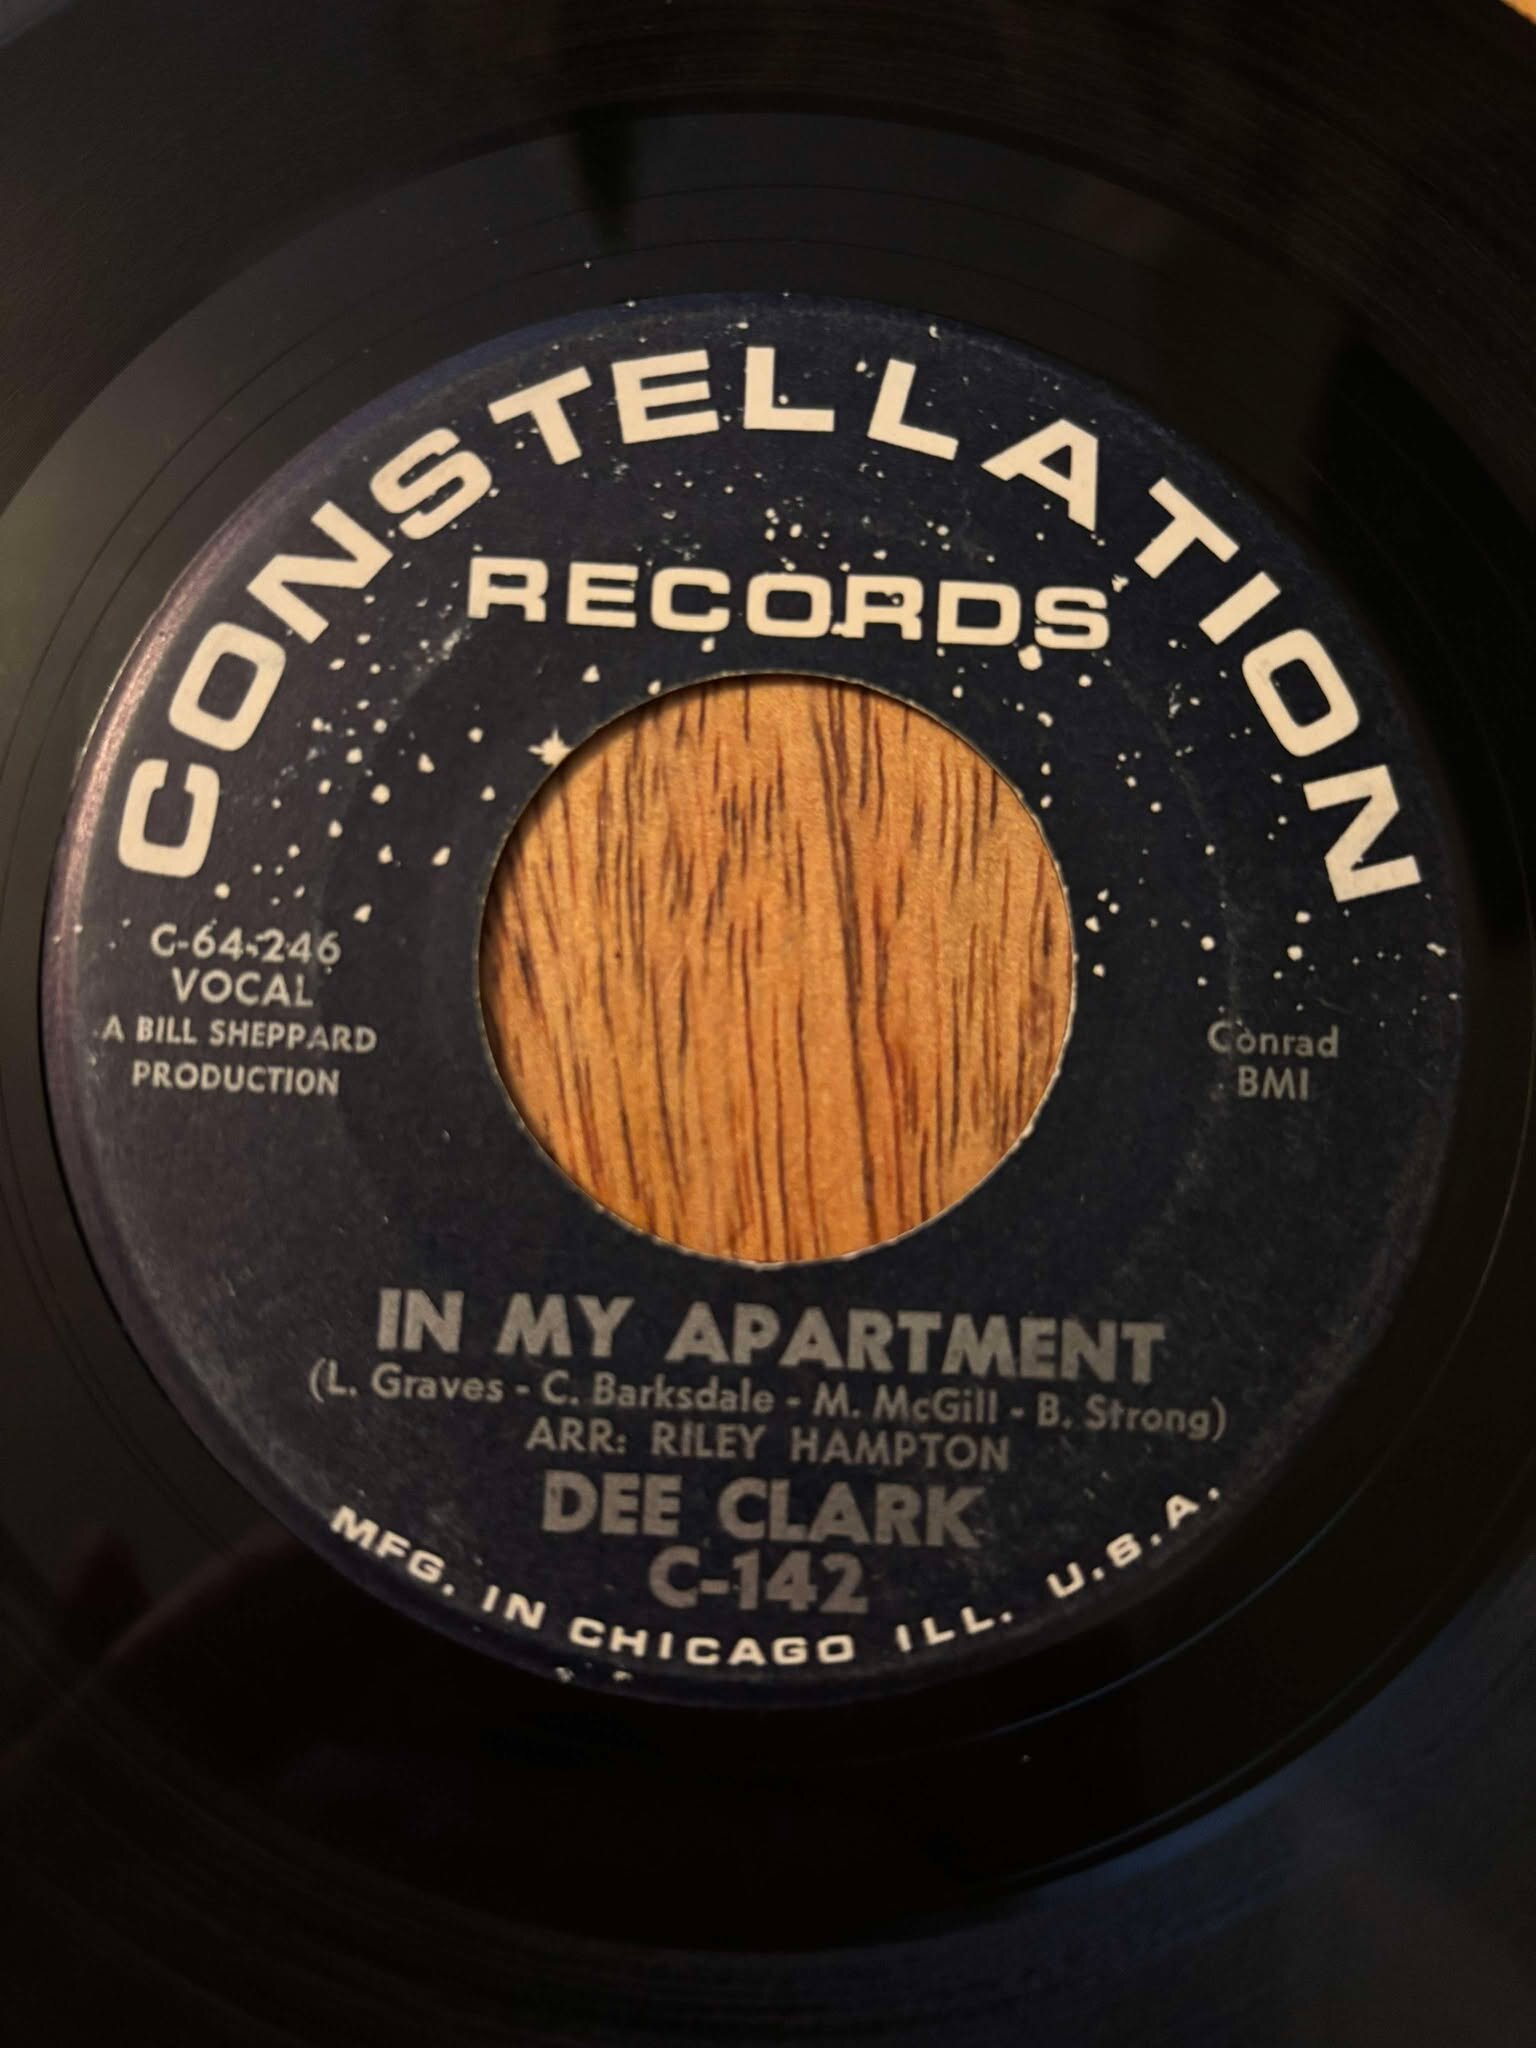 CONSTELLATION
RECORDS
C-64-246
VOCAL
A BILL SHEPPARD
PRODUCTION
Conrad
BMI
IN MY APARTMENT
(L. Graves - C. Barksdale - M. McGill - B. Strong)
ARR: RILEY HAMPTON
DEE CLARK
C-142
MFG. IN CHICAGO ILL. U.S.A.